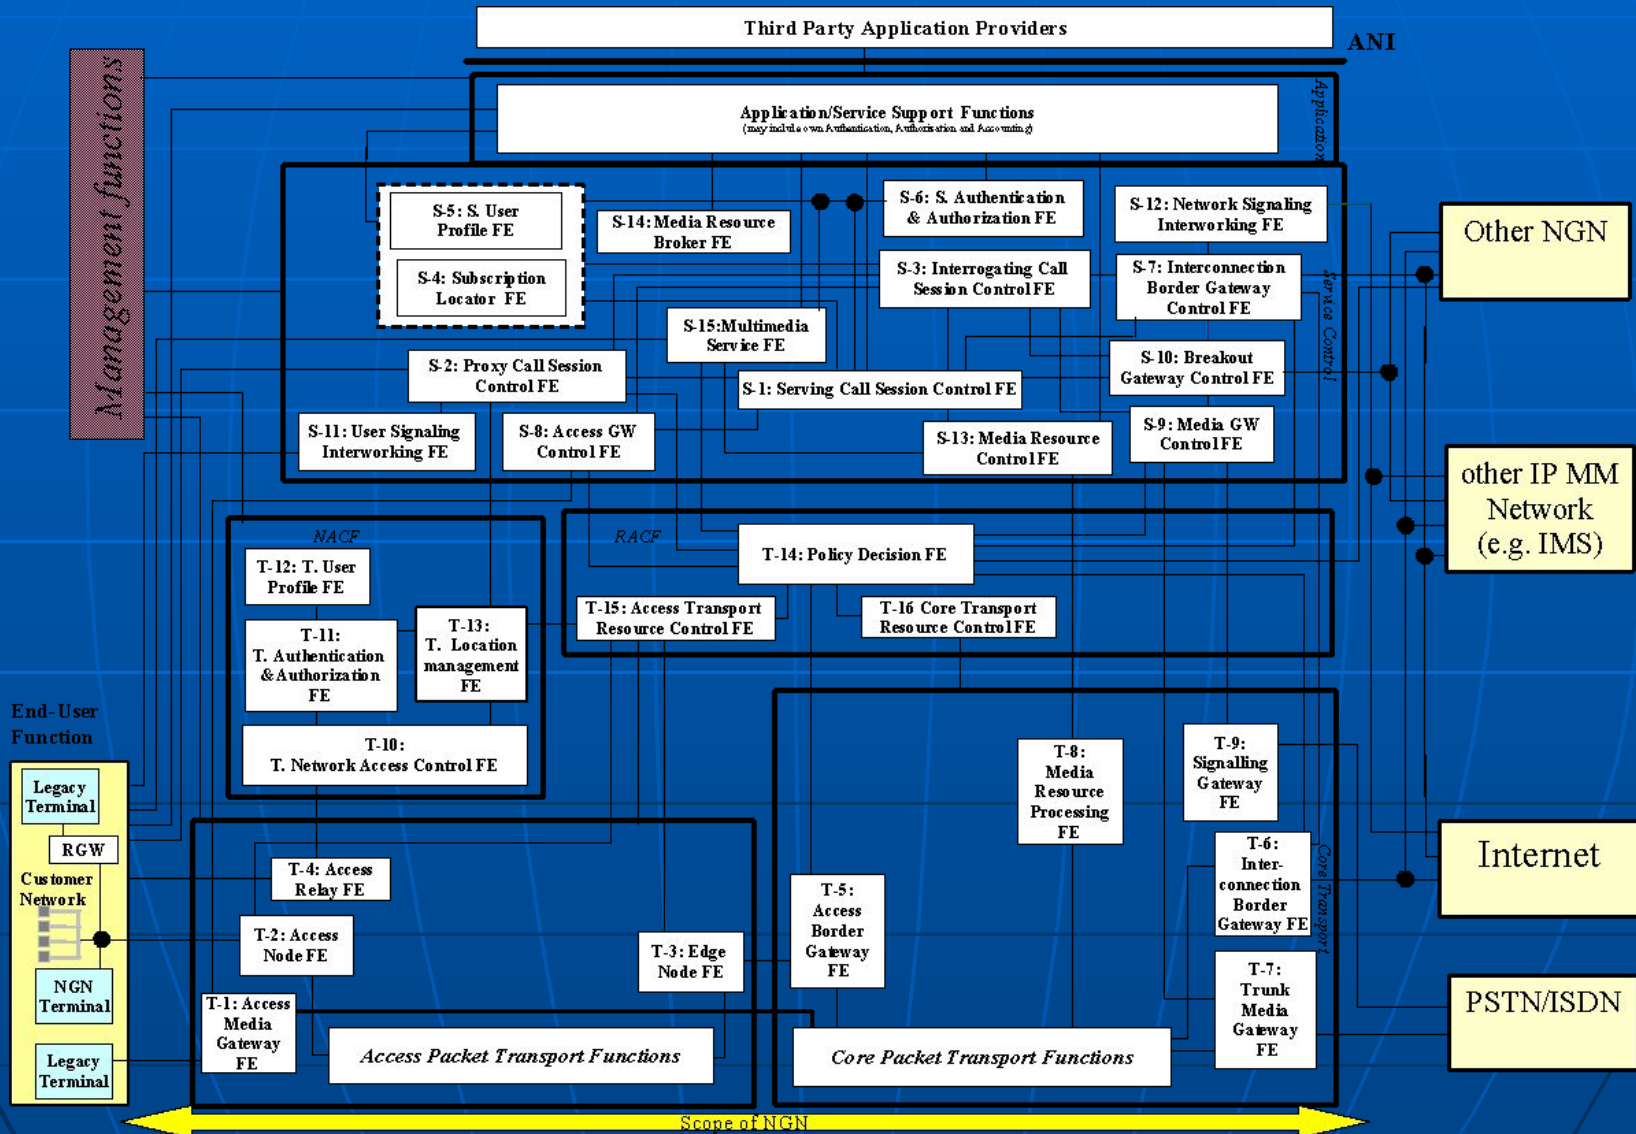 Third Party Application Providers
ANI
Management functions
Application
Application/Service Support Functions
(may include own Authentication, Authorisation and Accounting)
S-5: S. User
Profile FE
S-4: Subscription
Locator FE
S-14: Media Resource
Broker FE
S-6: S. Authentication
& Authorization FE
S-12: Network Signaling
Interworking FE
S-3: Interrogating Call
Session Control FE
S-7: Interconnection
Border Gateway
Control FE
Service Control
S-15:Multimedia
Service FE
S-2: Proxy Call Session
Control FE
S-1: Serving Call Session Control FE
S-10: Breakout
Gateway Control FE
S-11: User Signaling
Interworking FE
S-8: Access GW
Control FE
S-13: Media Resource
Control FE
S-9: Media GW
Control FE
Other NGN
other IP MM
Network
(e.g. IMS)
Internet
PSTN/ISDN
NACF
T-12: T. User
Profile FE
T-11:
T. Authentication
& Authorization
FE
T-13:
T. Location
management
FE
T-10:
T. Network Access Control FE
RACF
T-14: Policy Decision FE
T-15: Access Transport
Resource Control FE
T-16 Core Transport
Resource Control FE
End-User
Function
Legacy
Terminal
RGW
Customer
Network
NGN
Terminal
Legacy
Terminal
T-4: Access
Relay FE
T-2: Access
Node FE
T-3: Edge
Node FE
T-1: Access
Media
Gateway
FE
Access Packet Transport Functions
T-5:
Access
Border
Gateway
FE
T-8:
Media
Resource
Processing
FE
T-9:
Signalling
Gateway
FE
T-6:
Inter-
connection
Border
Gateway FE
Core Transport
T-7:
Trunk
Media
Gateway
FE
Core Packet Transport Functions
Scope of NGN